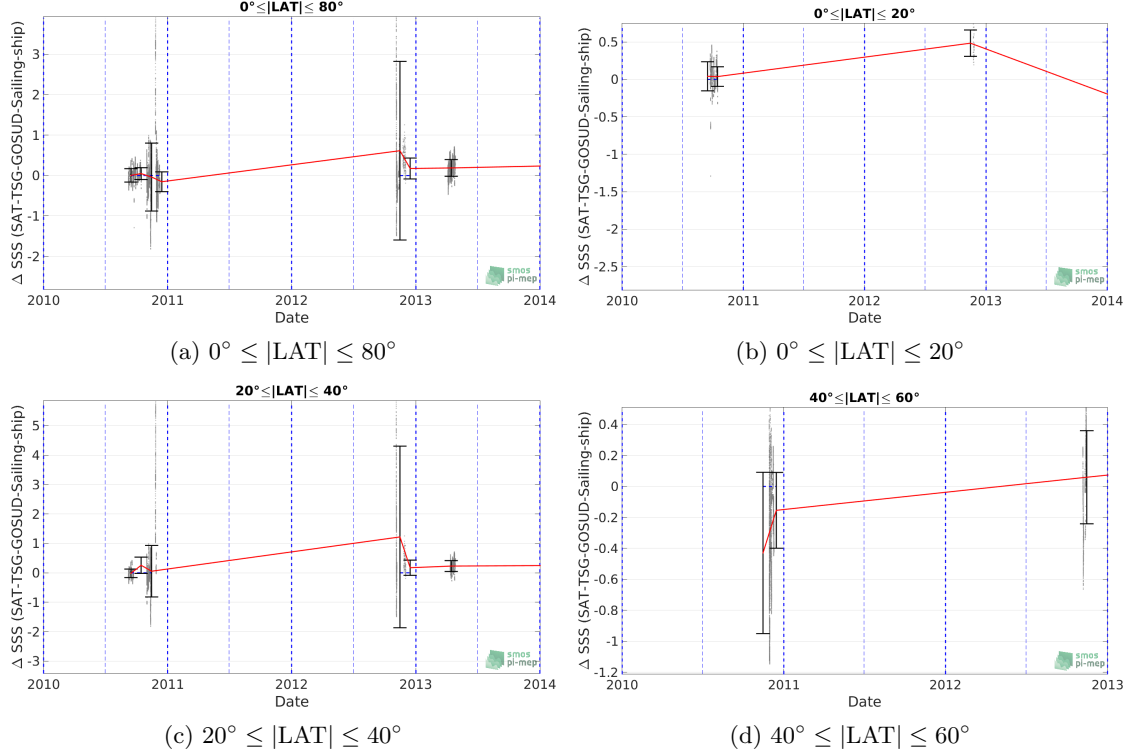 0°≤|LAT|≤ 80°
Δ SSS (SAT-TSG-GOSUD-Sailing-ship)
3
2
1
0
-1
-2
2010 2011 2012 2013 2014
Date
smos
pi-mep
(a) 0° ≤ |LAT| ≤ 80°
0°≤|LAT|≤ 20°
Δ SSS (SAT-TSG-GOSUD-Sailing-ship)
0.5
0
-0.5
-1
-1.5
-2
-2.5
2010 2011 2012 2013 2014
Date
smos
pi-mep
(b) 0° ≤ |LAT| ≤ 20°
20°≤|LAT|≤ 40°
Δ SSS (SAT-TSG-GOSUD-Sailing-ship)
5
4
3
2
1
0
-1
-2
-3
2010 2011 2012 2013 2014
Date
smos
pi-mep
(c) 20° ≤ |LAT| ≤ 40°
40°≤|LAT|≤ 60°
Δ SSS (SAT-TSG-GOSUD-Sailing-ship)
0.4
0.2
0
-0.2
-0.4
-0.6
-0.8
-1
-1.2
2010 2011 2012 2013
Date
smos
pi-mep
(d) 40° ≤ |LAT| ≤ 60°